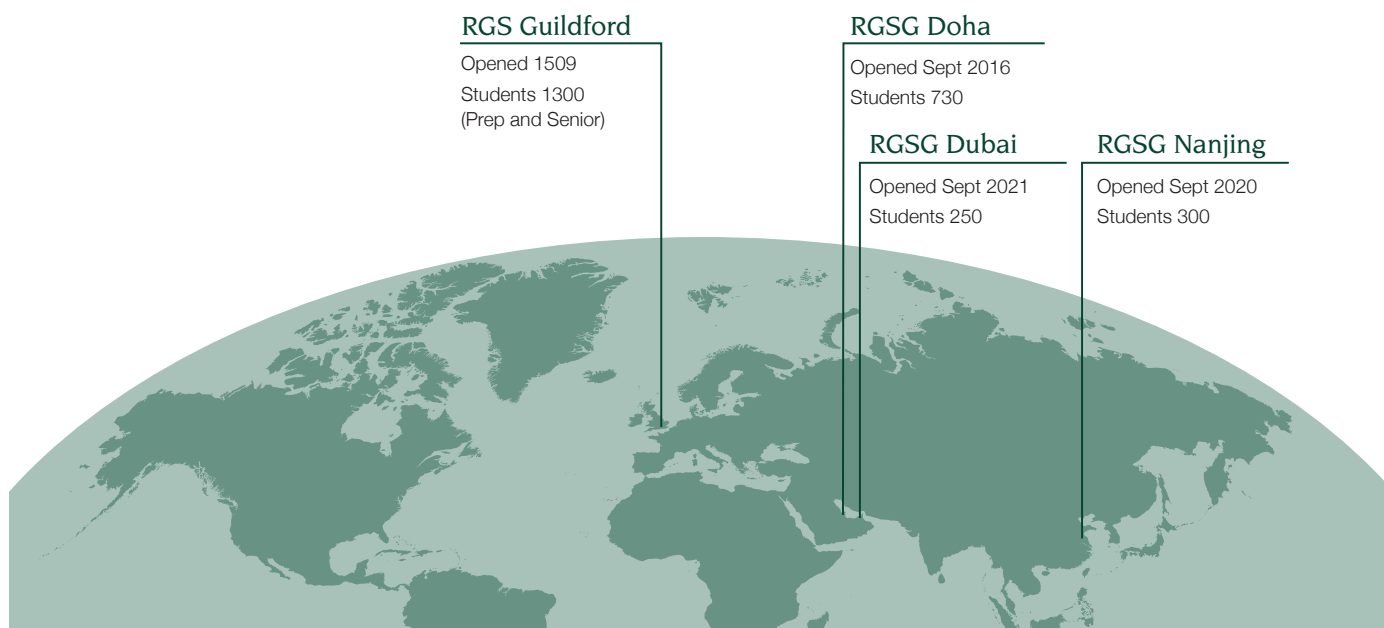 RGS Guildford
Opened 1509
Students 1300
(Prep and Senior)
RGSG Doha
Opened Sept 2016
Students 730
RGSG Dubai
Opened Sept 2021
Students 250
RGSG Nanjing
Opened Sept 2020
Students 300